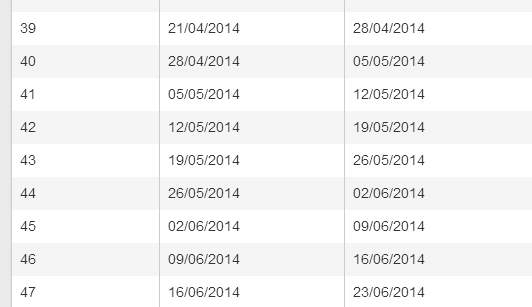 39 21/04/2014 28/04/2014
40 28/04/2014 05/05/2014
41 05/05/2014 12/05/2014
42 12/05/2014 19/05/2014
43 19/05/2014 26/05/2014
44 26/05/2014 02/06/2014
45 02/06/2014 09/06/2014
46 09/06/2014 16/06/2014
47 16/06/2014 23/06/2014